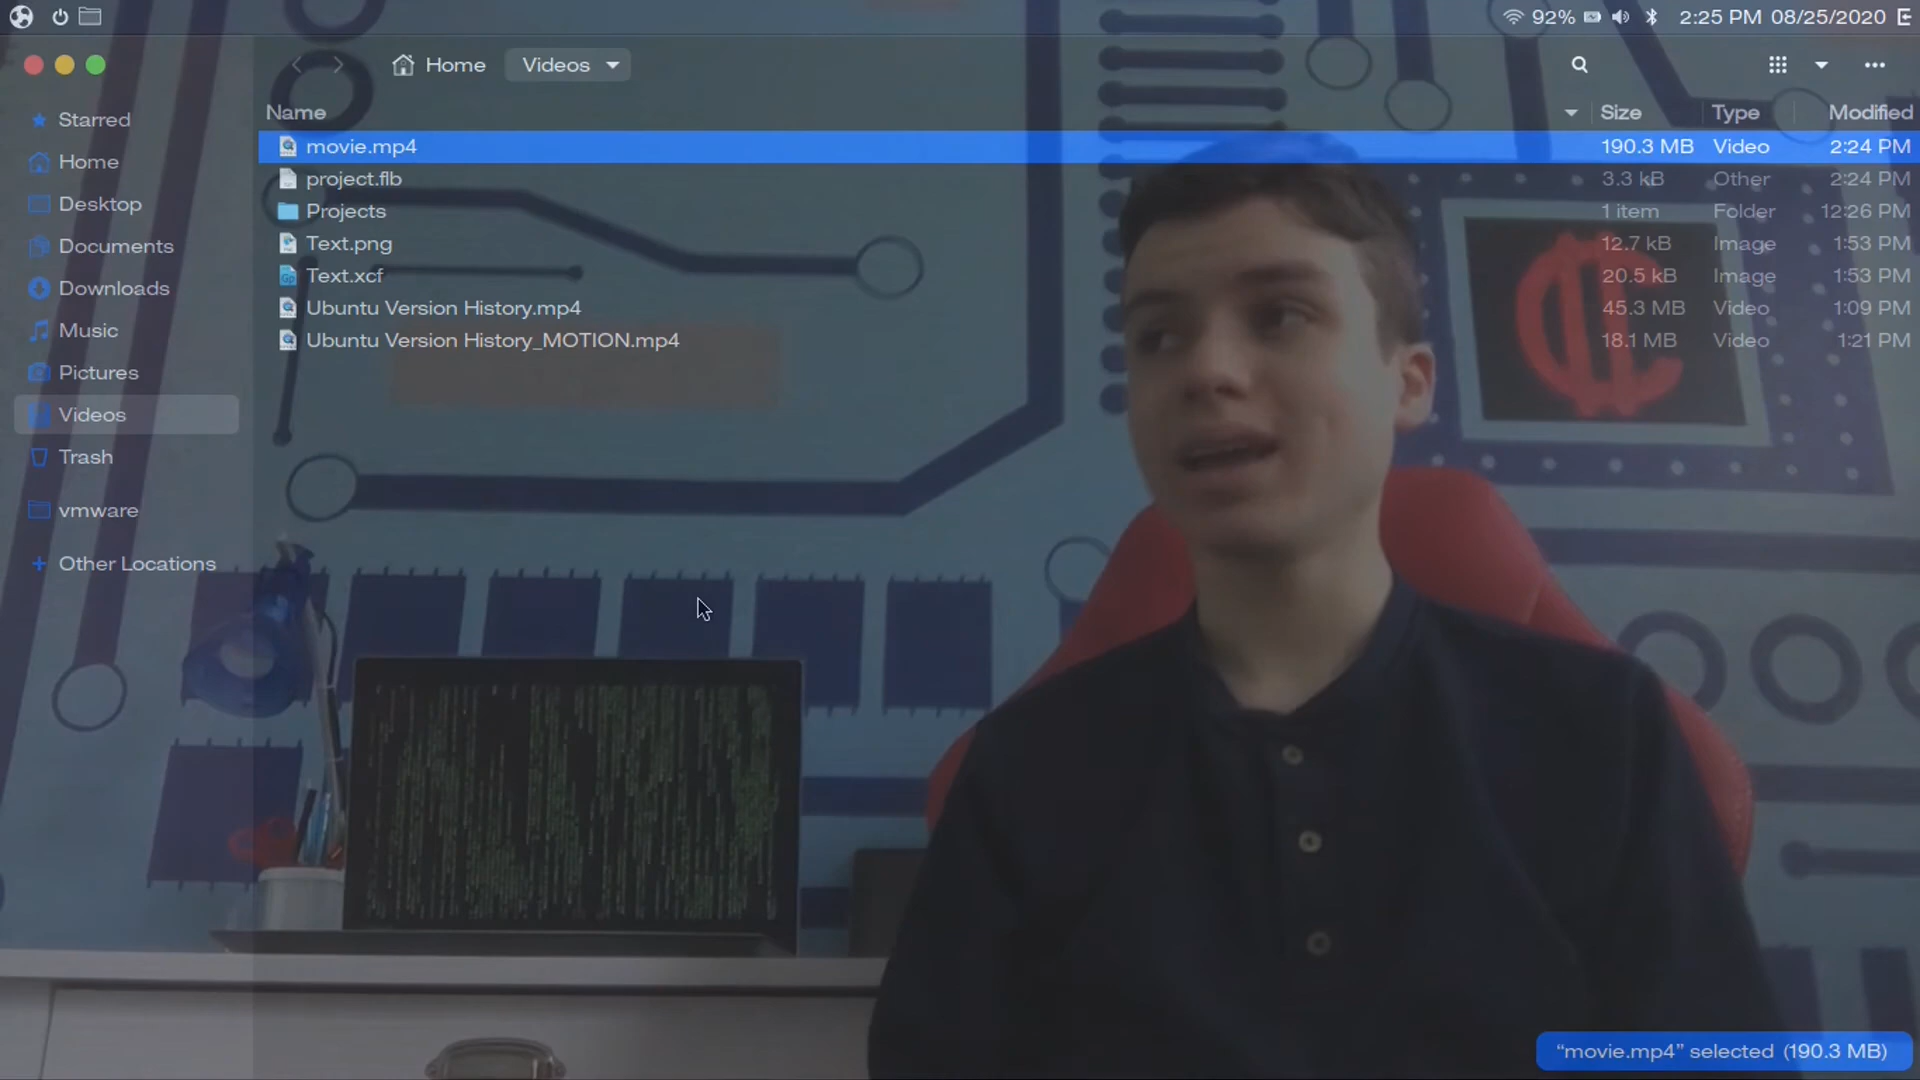 92% 2:25 PM 08/25/2020
Home Videos
Name Size Type Modified
Starred
Home
Desktop
Documents
Downloads
Music
Pictures
Videos
Trash
vmware
Other Locations
movie.mp4 190.3 MB Video 2:24 PM
project.flb 3.3 kB Other 2:24 PM
Projects 1 item Folder 12:26 PM
Text.png 12.7 kB Image 1:53 PM
Text.xcf 20.5 kB Image 1:53 PM
Ubuntu Version History.mp4 45.3 MB Video 1:09 PM
Ubuntu Version History_MOTION.mp4 18.1 MB Video 1:21 PM
“movie.mp4” selected (190.3 MB)